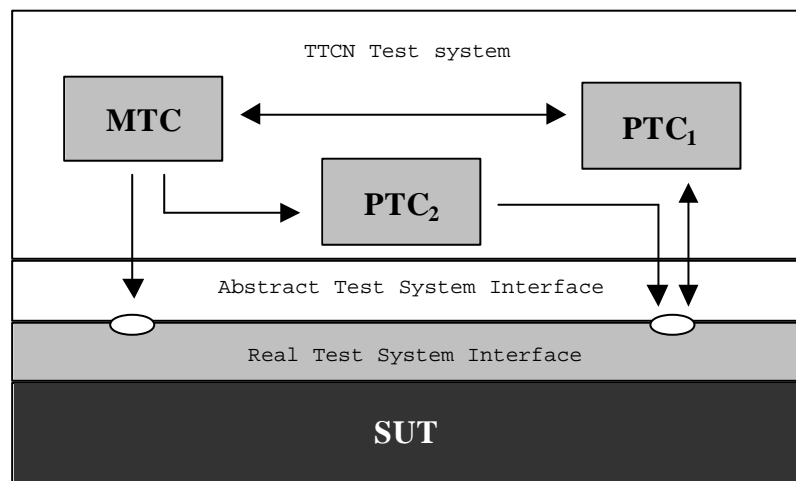 TTCN Test system
MTC
PTC₁
PTC₂
Abstract Test System Interface
Real Test System Interface
SUT